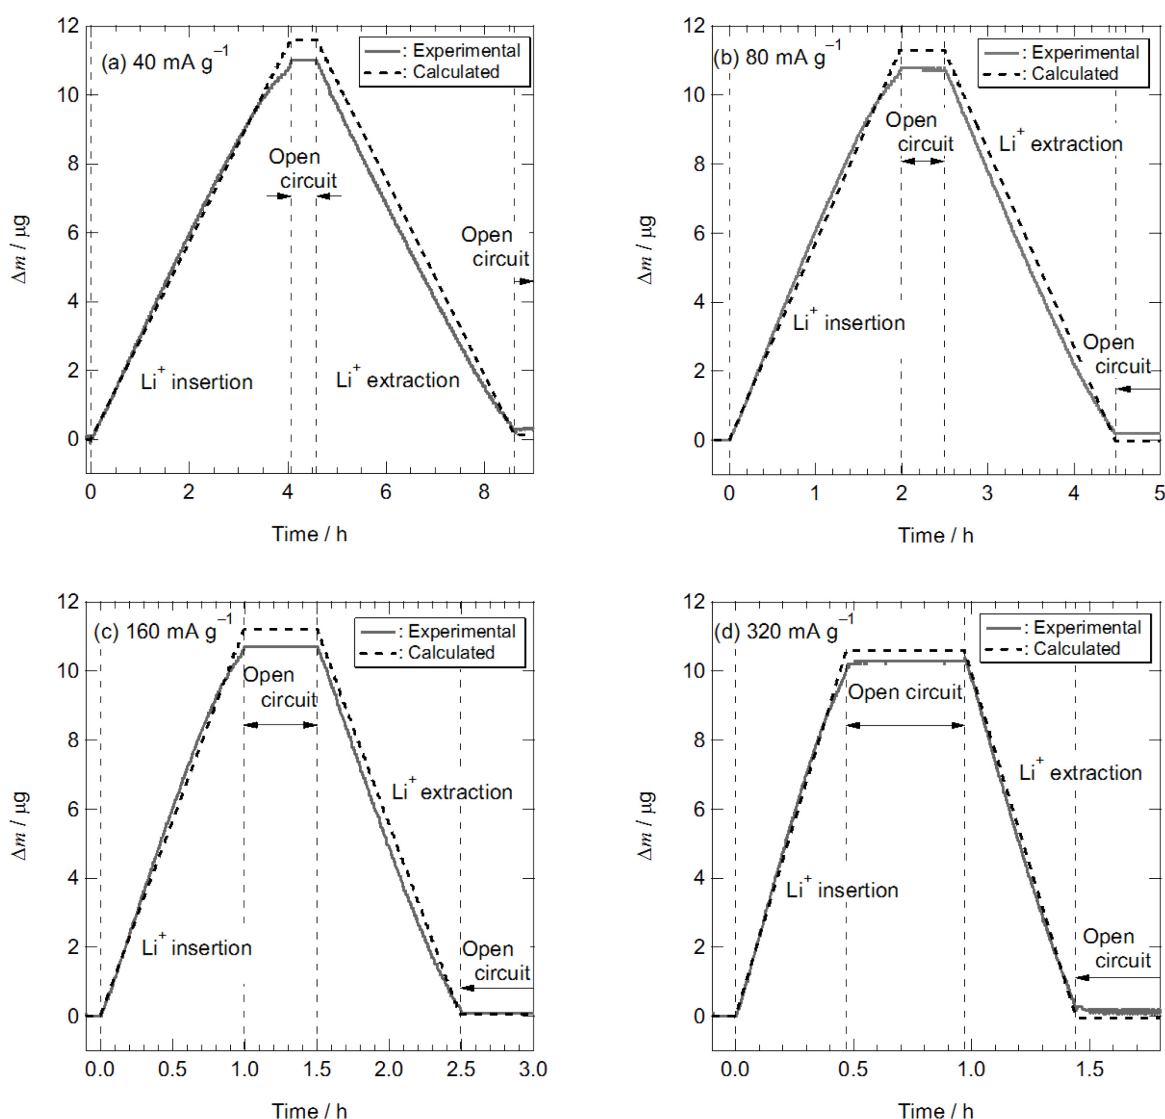 (a) 40 mA g⁻¹
: Experimental
: Calculated
12
10
8
6
4
2
0
Δm / μg
Open
circuit
Open
circuit
Li⁺ insertion
Li⁺ extraction
0 2 4 6 8
Time / h
(b) 80 mA g⁻¹
: Experimental
: Calculated
12
10
8
6
4
2
0
Δm / μg
Open
circuit
Li⁺ extraction
Li⁺ insertion
Open
circuit
0 1 2 3 4 5
Time / h
(c) 160 mA g⁻¹
: Experimental
: Calculated
12
10
8
6
4
2
0
Δm / μg
Open
circuit
Li⁺ extraction
Li⁺ insertion
Open
circuit
0.0 0.5 1.0 1.5 2.0 2.5 3.0
Time / h
(d) 320 mA g⁻¹
: Experimental
: Calculated
12
10
8
6
4
2
0
Δm / μg
Open circuit
Li⁺ extraction
Li⁺ insertion
Open
circuit
0.0 0.5 1.0 1.5
Time / h